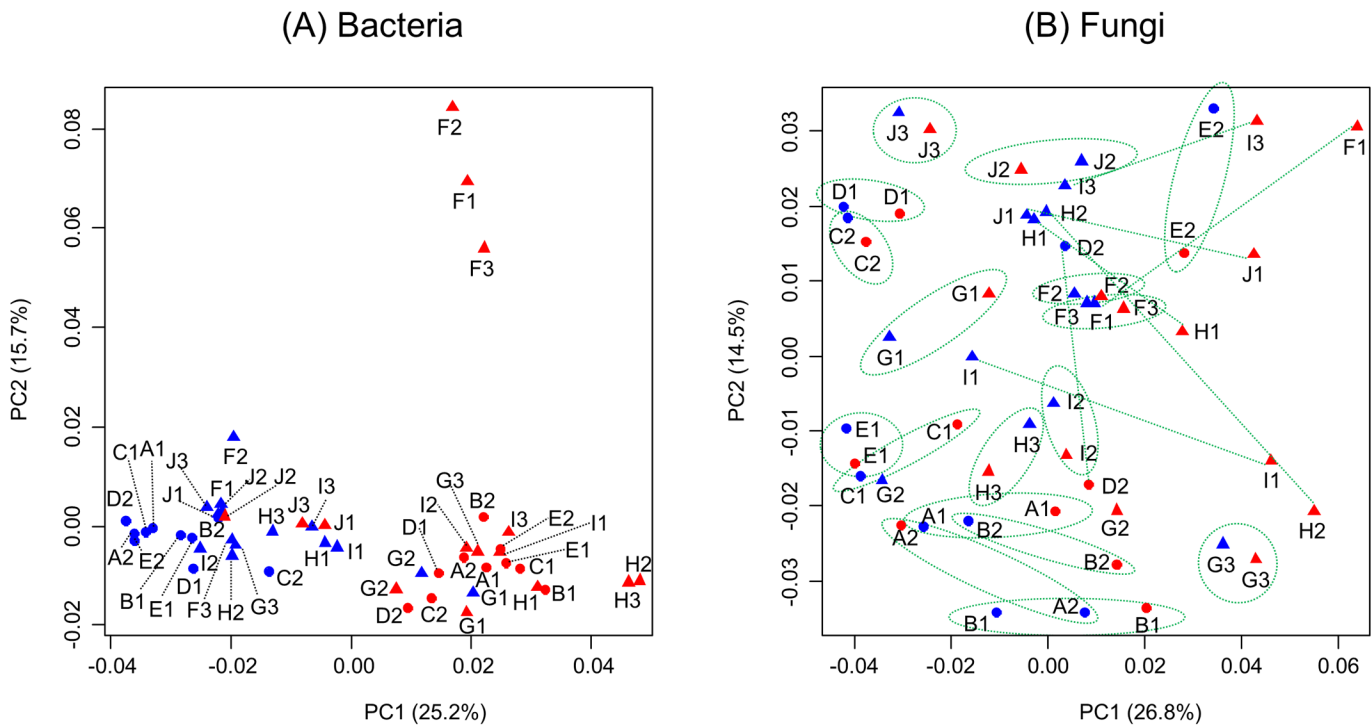 (A) Bacteria
F2
F1
F3
F2
C1 A1 J3 J1 F1 J2 J2 I3
D2 B2 H3 J3 J1
A2 E2 I2 H1 I1
B1 E1 D1 F3 H2 G3 C2
G3 B2
I2 I3 E2 I1
D1 E1
G2 A2 A1 C1
G2 G1 H1 B1 H2
D2 C2 G1 H3
0.08
0.06
0.04
0.02
0.00
-0.02
PC2 (15.7%)
-0.04 -0.02 0.00 0.02 0.04
PC1 (25.2%)
(B) Fungi
J3 J3
J2 J2
E2 I3 F1
I3
D1 D1
J1 H1 H2
C2 C2
D2 E2
J1
G1 F2 F2
F3 F1 F3
H1
G1 I1
I2
E1 C1 H3
E1 I2 I1
C1 G2 H3 D2
A1 A1 G2 H2
A2 B2
B2 G3 G3
B1 A2 B1
0.03
0.02
0.01
0.00
-0.01
-0.02
-0.03
PC2 (14.5%)
-0.04 -0.02 0.00 0.02 0.04 0.06
PC1 (26.8%)